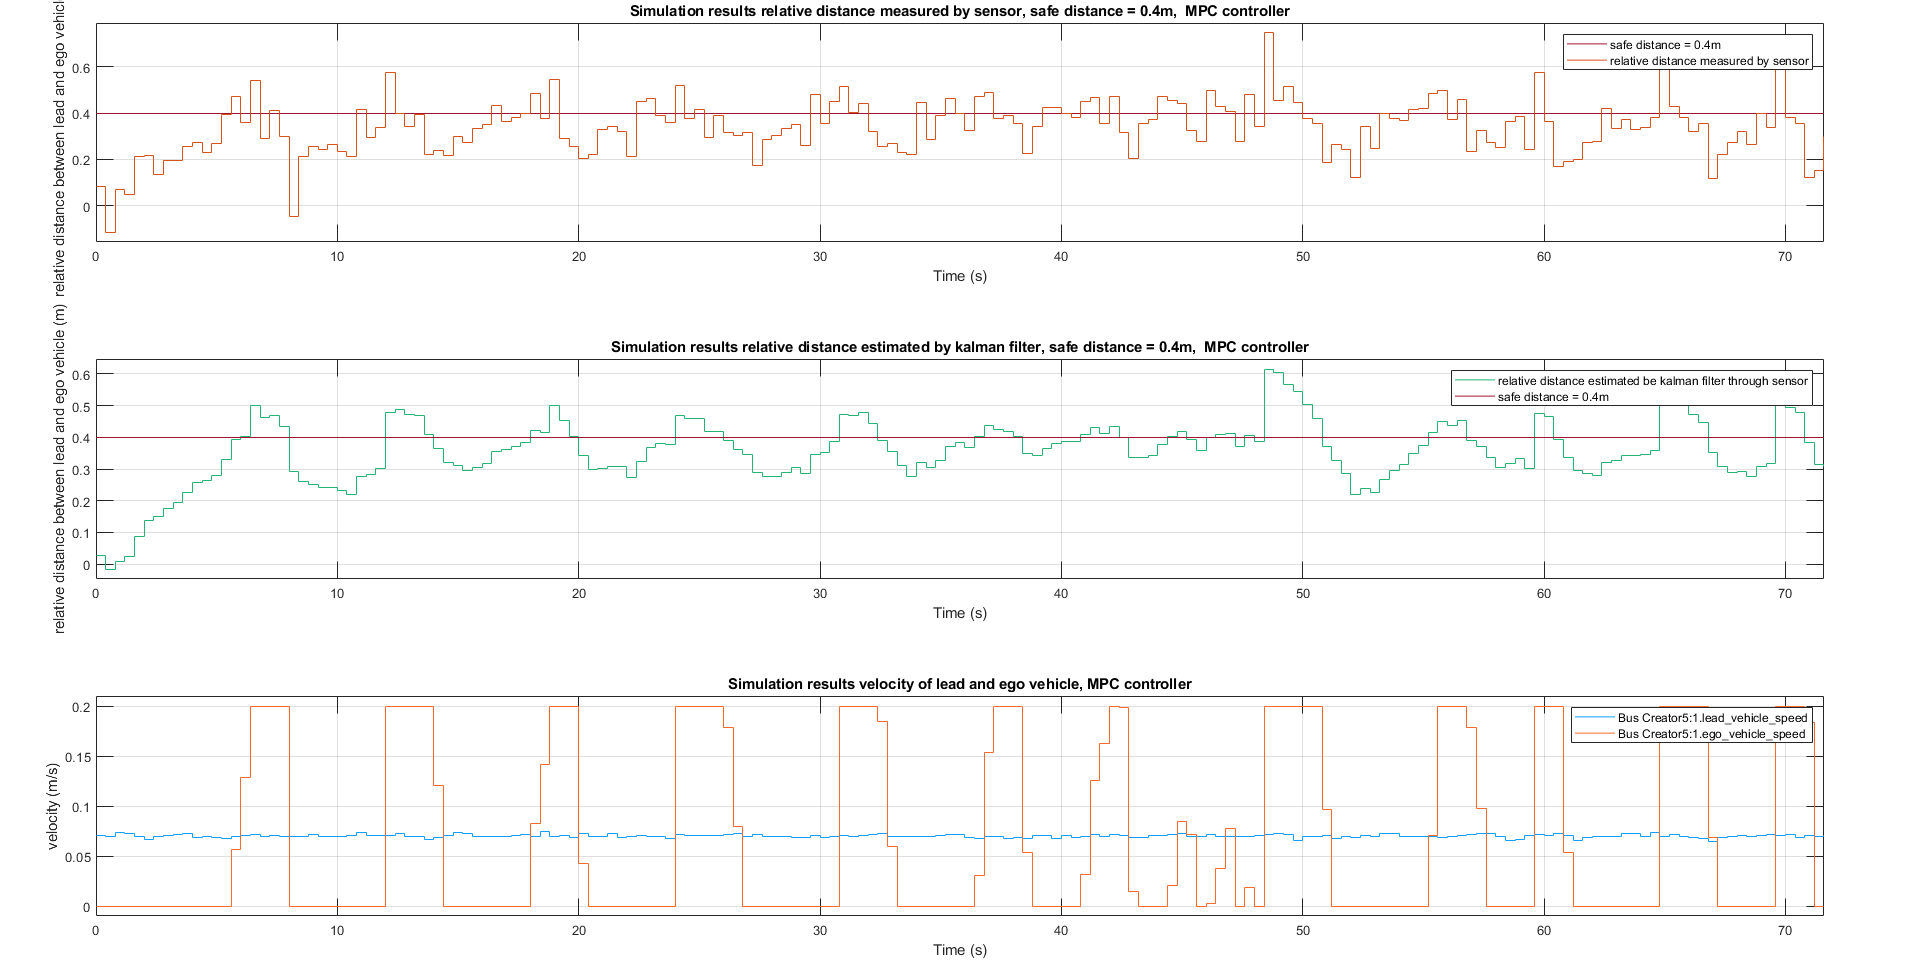 Simulation results relative distance measured by sensor, safe distance = 0.4m, MPC controller
relative distance between lead and ego vehicl
safe distance = 0.4m
relative distance measured by sensor
0.6
0.4
0.2
0
0 10 20 30 40 50 60 70
Time (s)
Simulation results relative distance estimated by kalman filter, safe distance = 0.4m, MPC controller
relative distance between lead and ego vehicle (m)
relative distance estimated be kalman filter through sensor
safe distance = 0.4m
0.6
0.5
0.4
0.3
0.2
0.1
0
0 10 20 30 40 50 60 70
Time (s)
Simulation results velocity of lead and ego vehicle, MPC controller
velocity (m/s)
Bus Creator5:1.lead_vehicle_speed
Bus Creator5:1.ego_vehicle_speed
0.2
0.15
0.1
0.05
0
0 10 20 30 40 50 60 70
Time (s)